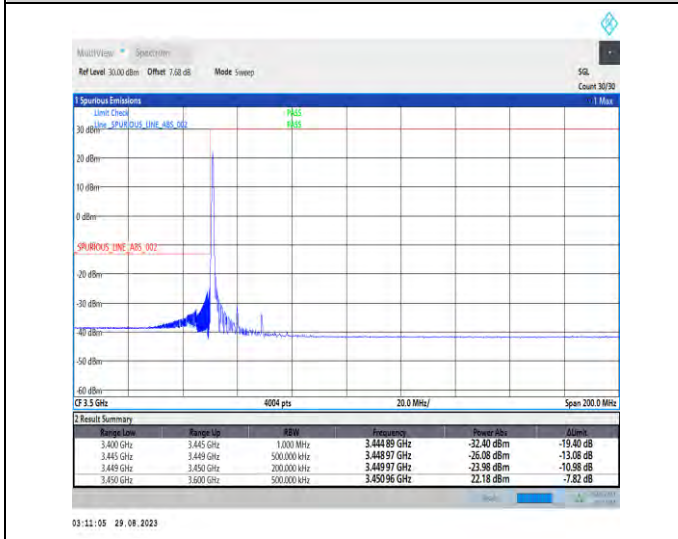 MultiView Spectrum
Ref Level 30.00 dBm Offset 7.68 dB Mode Sweep SGL
Count 30/30
1 Spurious Emissions 1 Max
Limit Check PASS
Line _SPURIOUS_LINE_ABS_002 PASS
30 dBm
20 dBm
10 dBm
0 dBm
_SPURIOUS_LINE_ABS_002
-20 dBm
-30 dBm
-40 dBm
-50 dBm
-60 dBm
CF 3.5 GHz 4004 pts 20.0 MHz/ Span 200.0 MHz
2 Result Summary
Range Low Range Up RBW Frequency Power Abs ΔLimit
3.400 GHz 3.445 GHz 1.000 MHz 3.444 89 GHz -32.40 dBm -19.40 dB
3.445 GHz 3.449 GHz 500.000 kHz 3.448 97 GHz -26.08 dBm -13.08 dB
3.449 GHz 3.450 GHz 200.000 kHz 3.449 97 GHz -23.98 dBm -10.98 dB
3.450 GHz 3.600 GHz 500.000 kHz 3.450 96 GHz 22.18 dBm -7.82 dB
03:11:05 29.08.2023